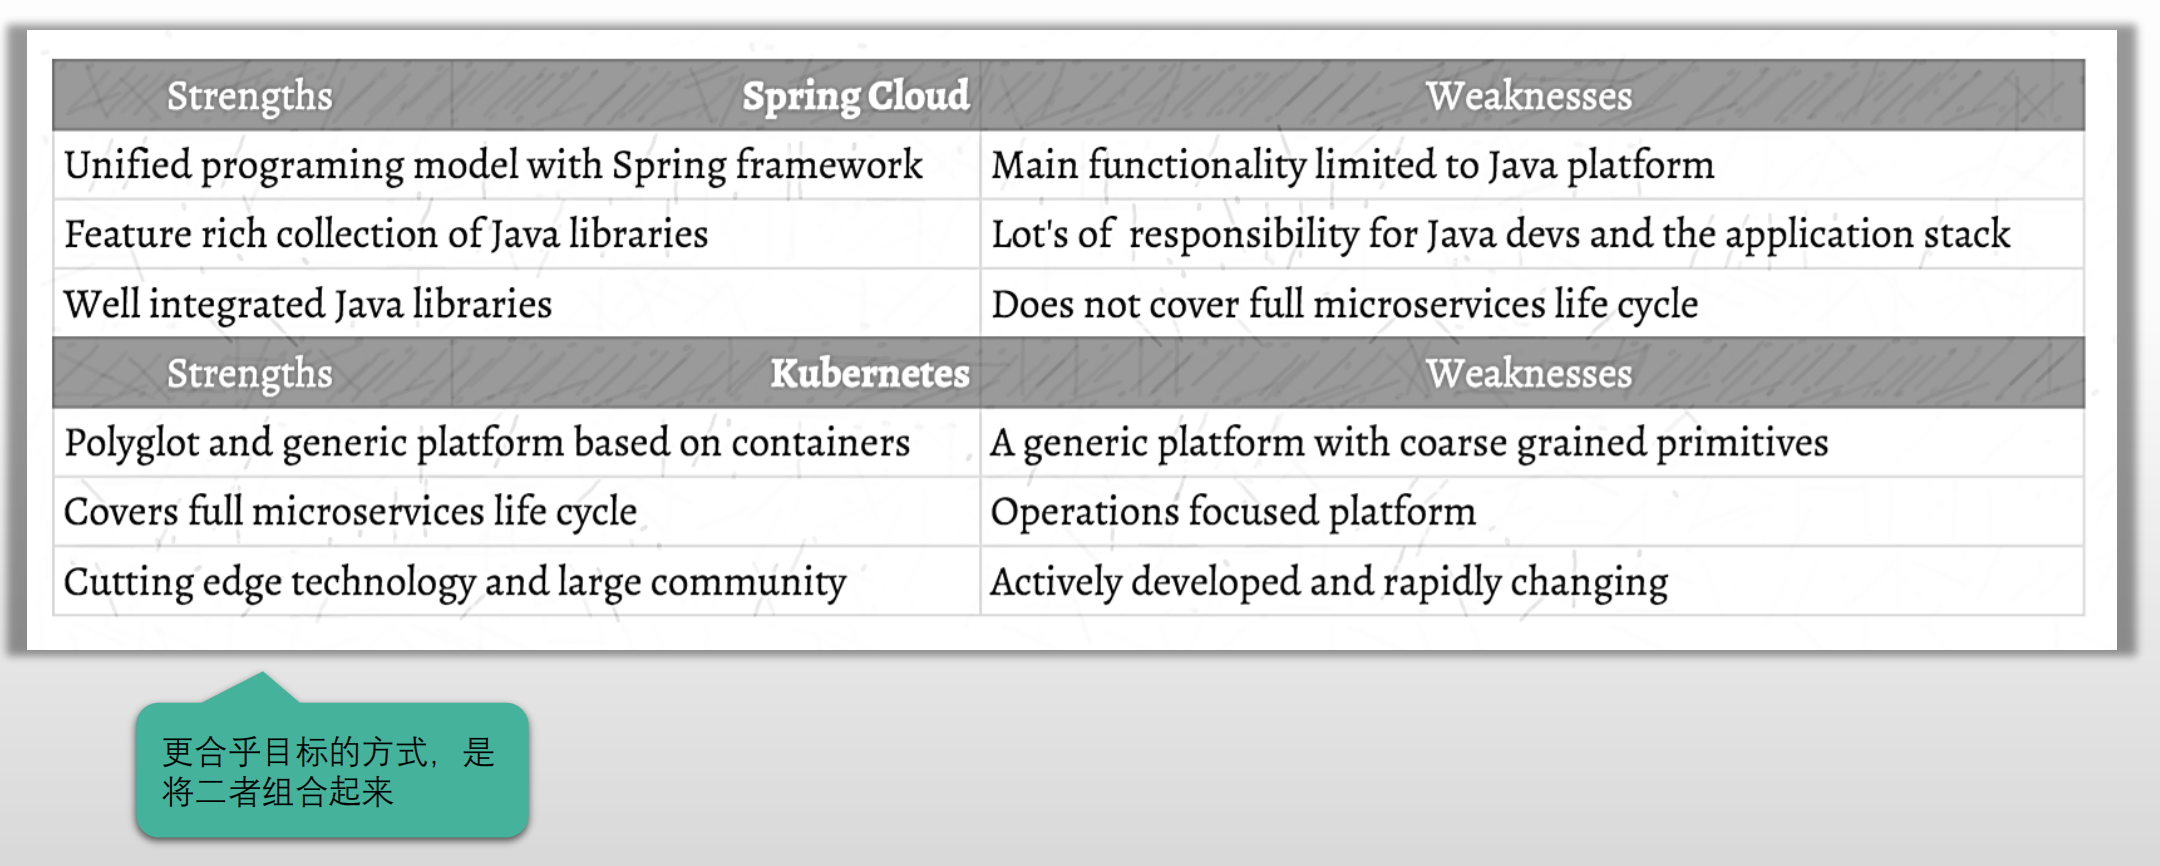 Strengths Spring Cloud Weaknesses
Unified programing model with Spring framework Main functionality limited to Java platform
Feature rich collection of Java libraries Lot's of responsibility for Java devs and the application stack
Well integrated Java libraries Does not cover full microservices life cycle
Strengths Kubernetes Weaknesses
Polyglot and generic platform based on containers A generic platform with coarse grained primitives
Covers full microservices life cycle Operations focused platform
Cutting edge technology and large community Actively developed and rapidly changing
更合乎目标的方式，是
将二者组合起来